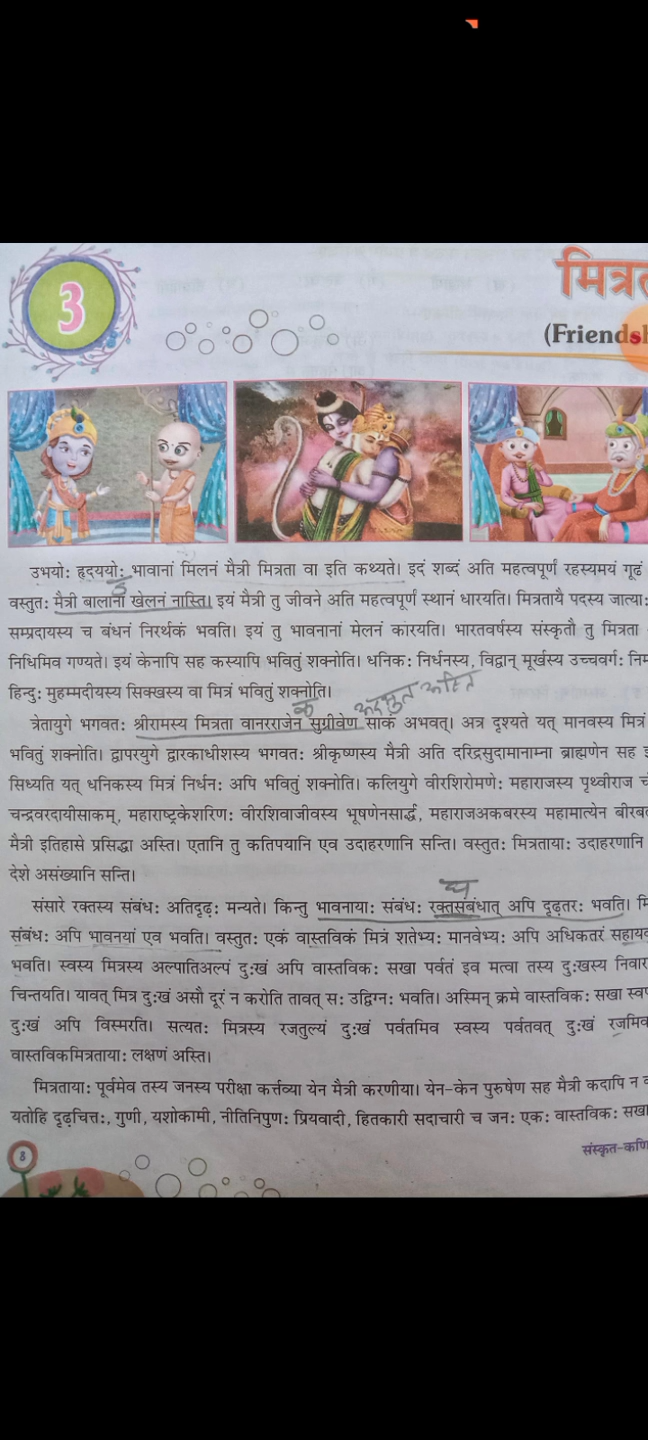 3
मित्रत
(Friendsh
उभयोः हृदययोः भावानां मिलनं मैत्री मित्रता वा इति कथ्यते। इदं शब्दं अति महत्वपूर्णं रहस्यमयं गूढं
ड
वस्तुतः मैत्री बालानां खेलनं नास्ति। इयं मैत्री तु जीवने अति महत्वपूर्णं स्थानं धारयति। मित्रतायै पदस्य जात्याः
सम्प्रदायस्य च बंधनं निरर्थकं भवति। इयं तु भावनानां मेलनं कारयति। भारतवर्षस्य संस्कृतौ तु मित्रता
निधिमिव गण्यते। इयं केनापि सह कस्यापि भवितुं शक्नोति। धनिकः निर्धनस्य, विद्वान् मूर्खस्य उच्चवर्गः निम
हिन्दुः मुहम्मदीयस्य सिक्खस्य वा मित्रं भवितुं शक्नोति।
क
त्रेतायुगे भगवतः श्रीरामस्य मित्रता वानरराजेन सुग्रीवेण साकं अभवत्। अत्र दृश्यते यत् मानवस्य मित्रं
भवितुं शक्नोति। द्वापरयुगे द्वारकाधीशस्य भगवतः श्रीकृष्णस्य मैत्री अति दरिद्रसुदामानाम्ना ब्राह्मणेन सह
सिध्यति यत् धनिकस्य मित्रं निर्धनः अपि भवितुं शक्नोति। कलियुगे वीरशिरोमणेः महाराजस्य पृथ्वीराज चौ
चन्द्रवरदायीसाकम्, महाराष्ट्रकेशरिणः वीरशिवाजीवस्य भूषणेनसार्द्धं, महाराजअकबरस्य महामात्येन बीरब
मैत्री इतिहासे प्रसिद्धा अस्ति। एतानि तु कतिपयानि एव उदाहरणानि सन्ति। वस्तुतः मित्रतायाः उदाहरणानि
देशे असंख्यानि सन्ति।
घ
संसारे रक्तस्य संबंधः अतिदृढ़ः मन्यते। किन्तु भावनायाः संबंधः रक्तसंबंधात् अपि दृढ़तरः भवति। मि
संबंधः अपि भावनयां एव भवति। वस्तुतः एकं वास्तविकं मित्रं शतेभ्यः मानवेभ्यः अपि अधिकतरं सहाय
भवति। स्वस्य मित्रस्य अल्पातिअल्पं दुःखं अपि वास्तविकः सखा पर्वतं इव मत्वा तस्य दुःखस्य निवार
चिन्तयति। यावत् मित्र दुःखं असौ दूरं न करोति तावत् सः उद्विग्नः भवति। अस्मिन् क्रमे वास्तविकः सखा स्व
दुःखं अपि विस्मरति। सत्यतः मित्रस्य रजतुल्यं दुःखं पर्वतमिव स्वस्य पर्वतवत् दुःखं रजमिव
वास्तविकमित्रतायाः लक्षणं अस्ति।
मित्रतायाः पूर्वमेव तस्य जनस्य परीक्षा कर्त्तव्या येन मैत्री करणीया। येन-केन पुरुषेण सह मैत्री कदापि न
यतोहि दृढ़चित्तः, गुणी, यशोकामी, नीतिनिपुणः प्रियवादी, हितकारी सदाचारी च जनः एकः वास्तविकः सखा
8
संस्कृत-कणि